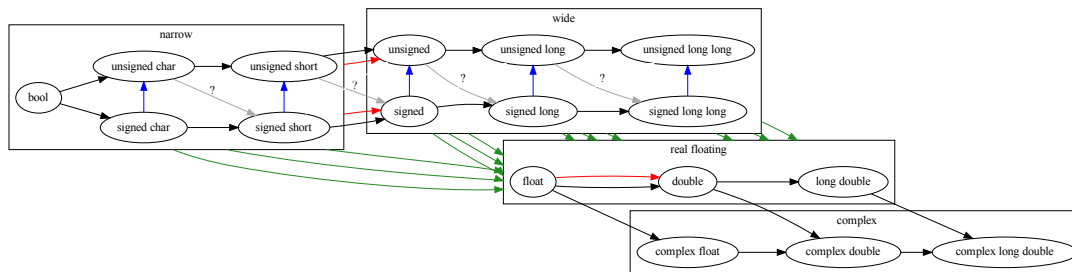 narrow
wide
bool
unsigned char
unsigned short
signed char
signed short
?
?
unsigned
unsigned long
unsigned long long
signed
signed long
signed long long
?
?
real floating
float
double
long double
complex
complex float
complex double
complex long double